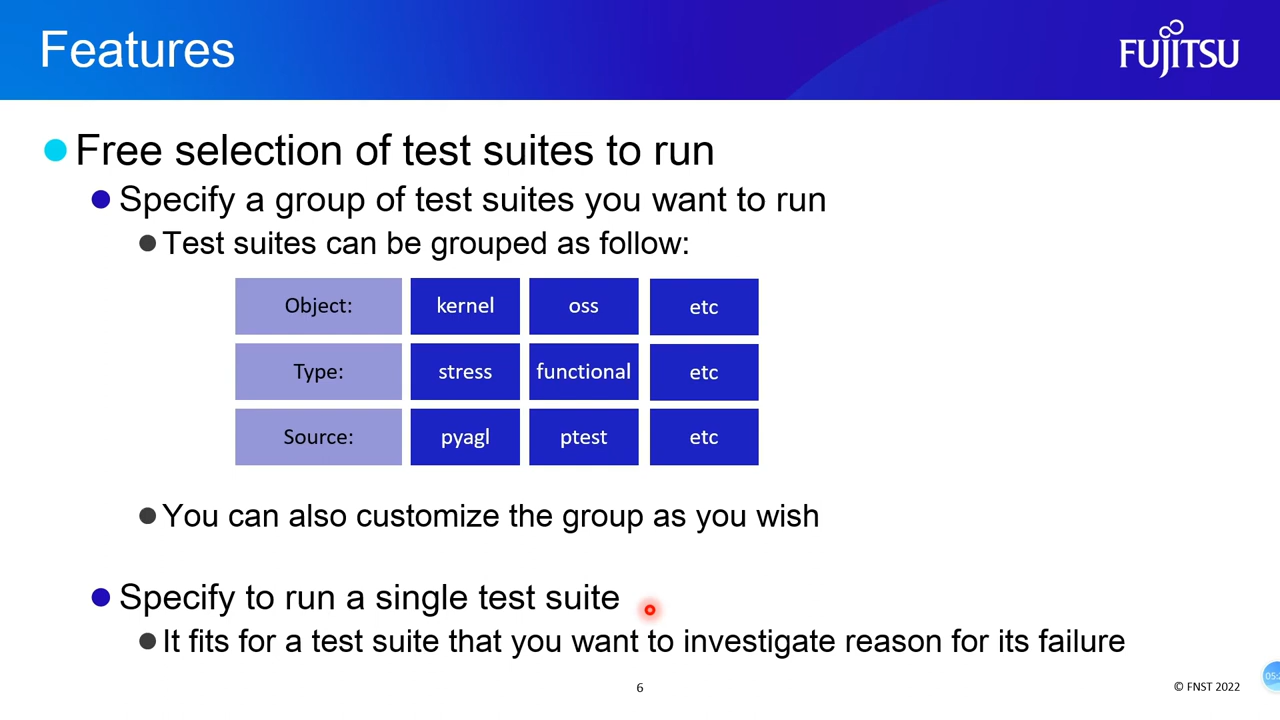 Features
FUJITSU
Free selection of test suites to run
Specify a group of test suites you want to run
Test suites can be grouped as follow:
Object: kernel oss etc
Type: stress functional etc
Source: pyagl ptest etc
You can also customize the group as you wish
Specify to run a single test suite
It fits for a test suite that you want to investigate reason for its failure
6
© FNST 2022